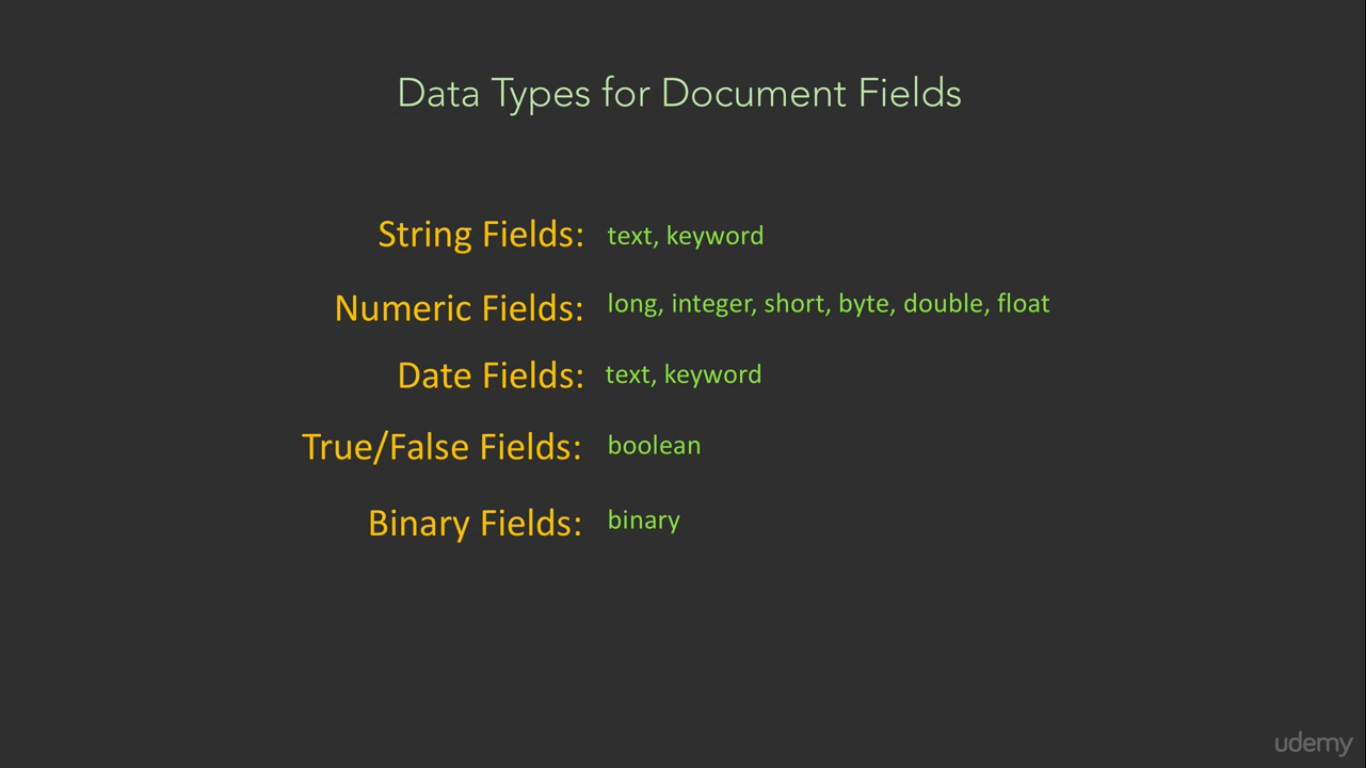 Data Types for Document Fields
String Fields: text, keyword
Numeric Fields: long, integer, short, byte, double, float
Date Fields: text, keyword
True/False Fields: boolean
Binary Fields: binary
udemy